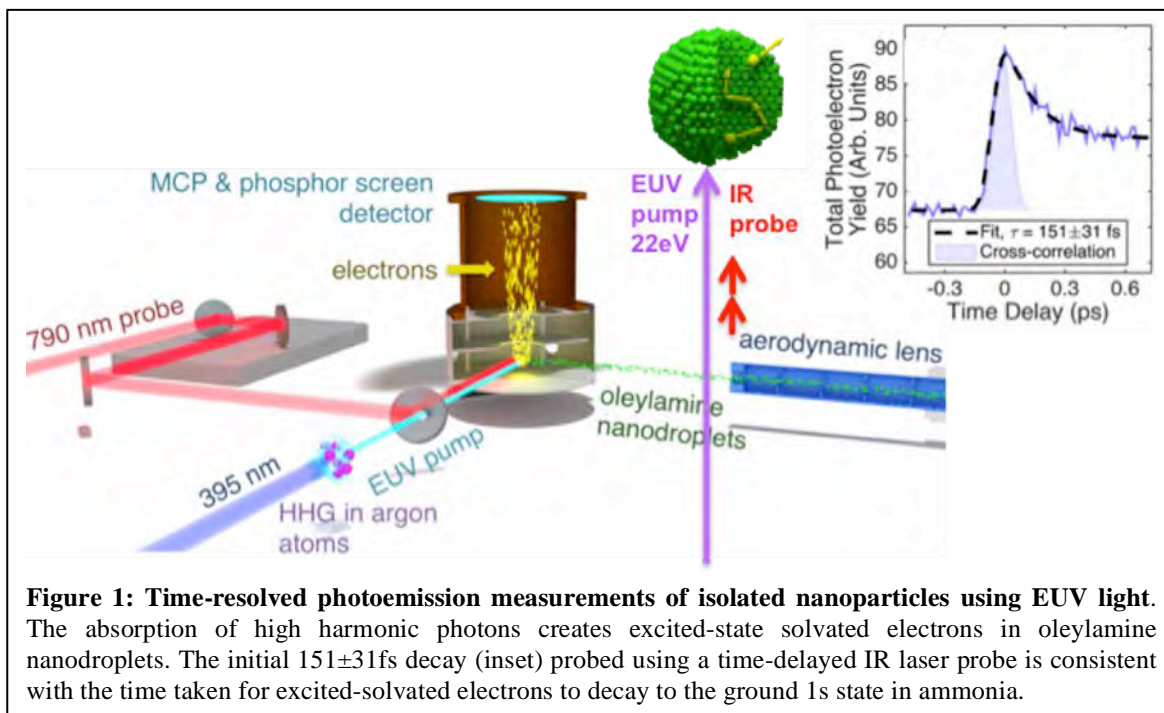 MCP & phosphor screen
detector
electrons
790 nm probe
395 nm
HHG in argon
atoms
EUV pump
oleylamine
nanodroplets
aerodynamic lens
EUV
pump
22eV
IR
probe
Total Photoelectron
Yield (Arb. Units)
90
85
80
75
70
65
60
Fit, τ = 151±31 fs
Cross-correlation
-0.3
0
0.3
0.6
Time Delay (ps)
Figure 1: Time-resolved photoemission measurements of isolated nanoparticles using EUV light.
The absorption of high harmonic photons creates excited-state solvated electrons in oleylamine
nanodroplets. The initial 151±31fs decay (inset) probed using a time-delayed IR laser probe is consistent
with the time taken for excited-solvated electrons to decay to the ground 1s state in ammonia.